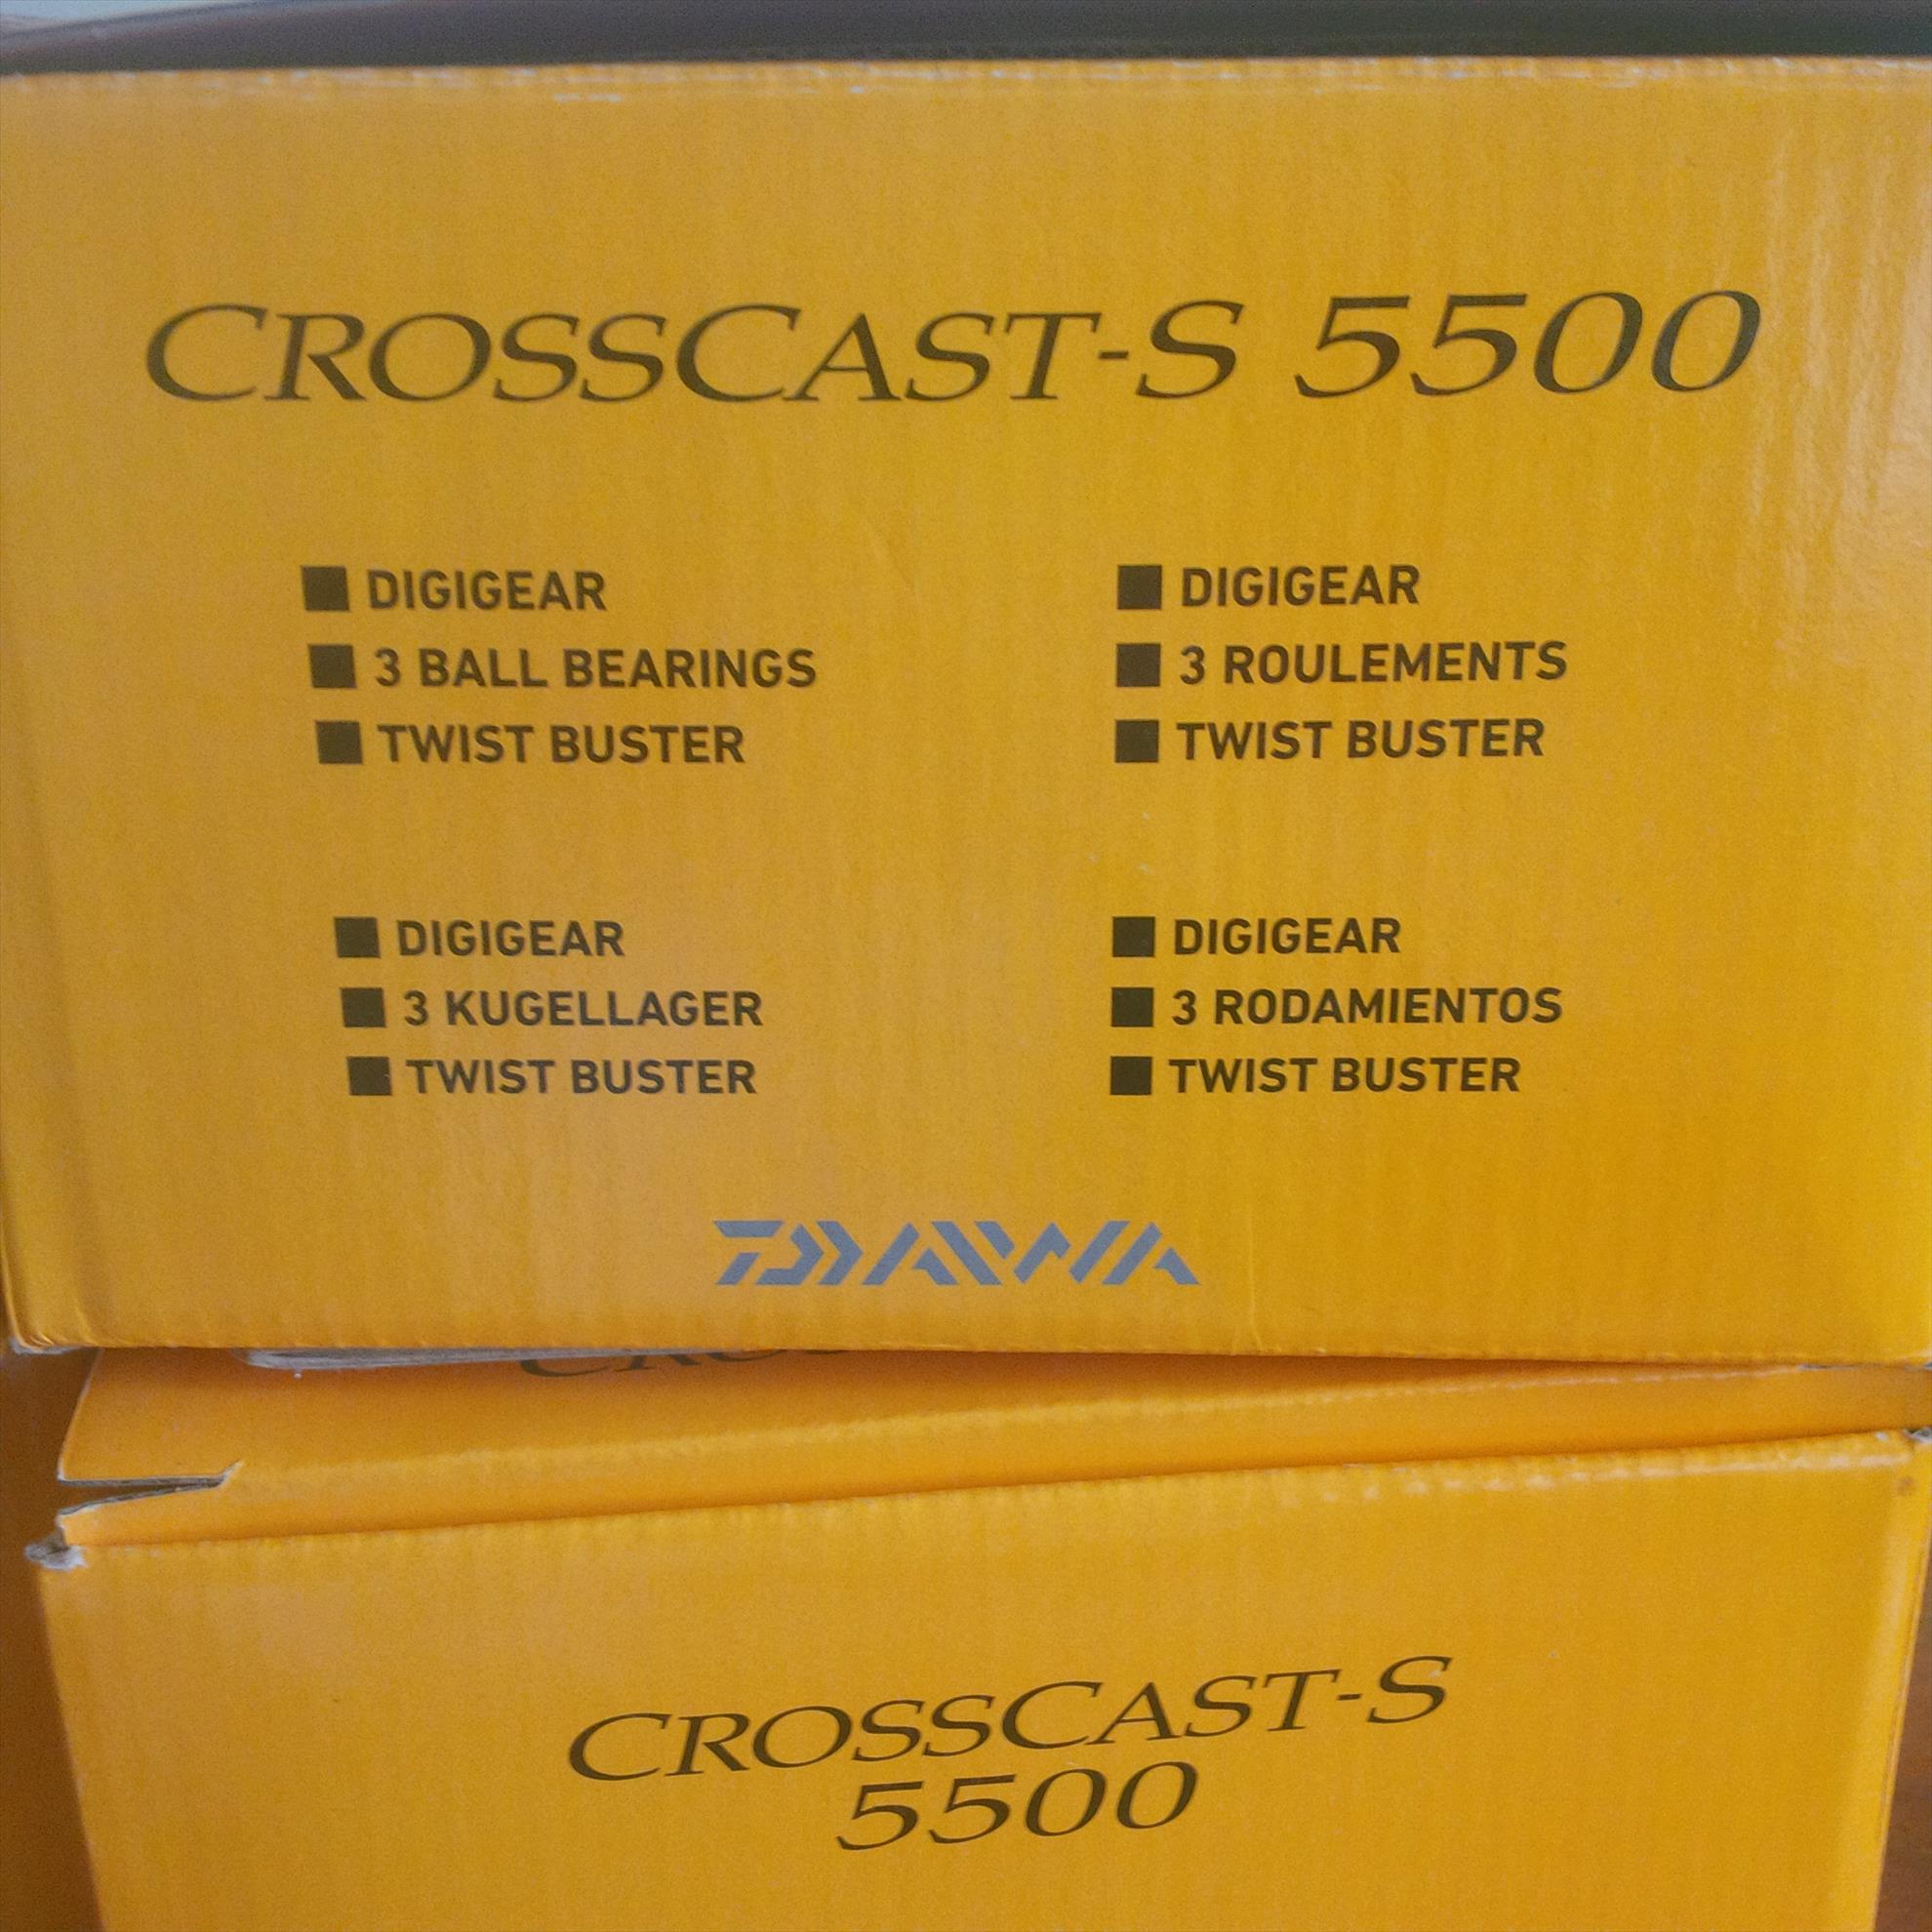 CROSSCAST-S 5500
■ DIGIGEAR
■ 3 BALL BEARINGS
■ TWIST BUSTER
■ DIGIGEAR
■ 3 ROULEMENTS
■ TWIST BUSTER
■ DIGIGEAR
■ 3 KUGELLAGER
■ TWIST BUSTER
■ DIGIGEAR
■ 3 RODAMIENTOS
■ TWIST BUSTER
DAIWA
CROSSCAST-S
5500